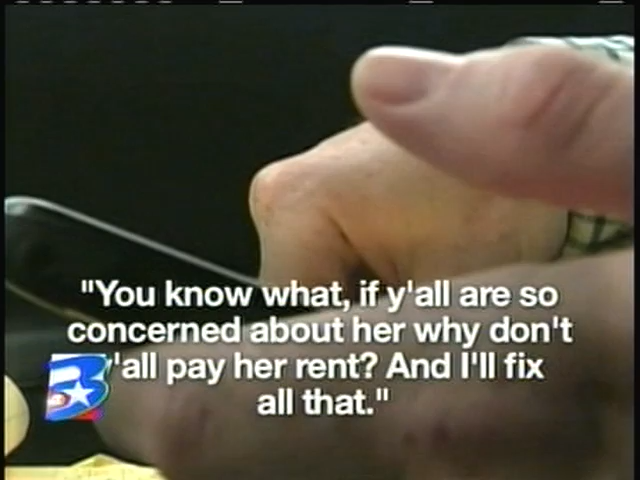 "You know what, if y'all are so
concerned about her why don't
'all pay her rent? And I'll fix
all that."